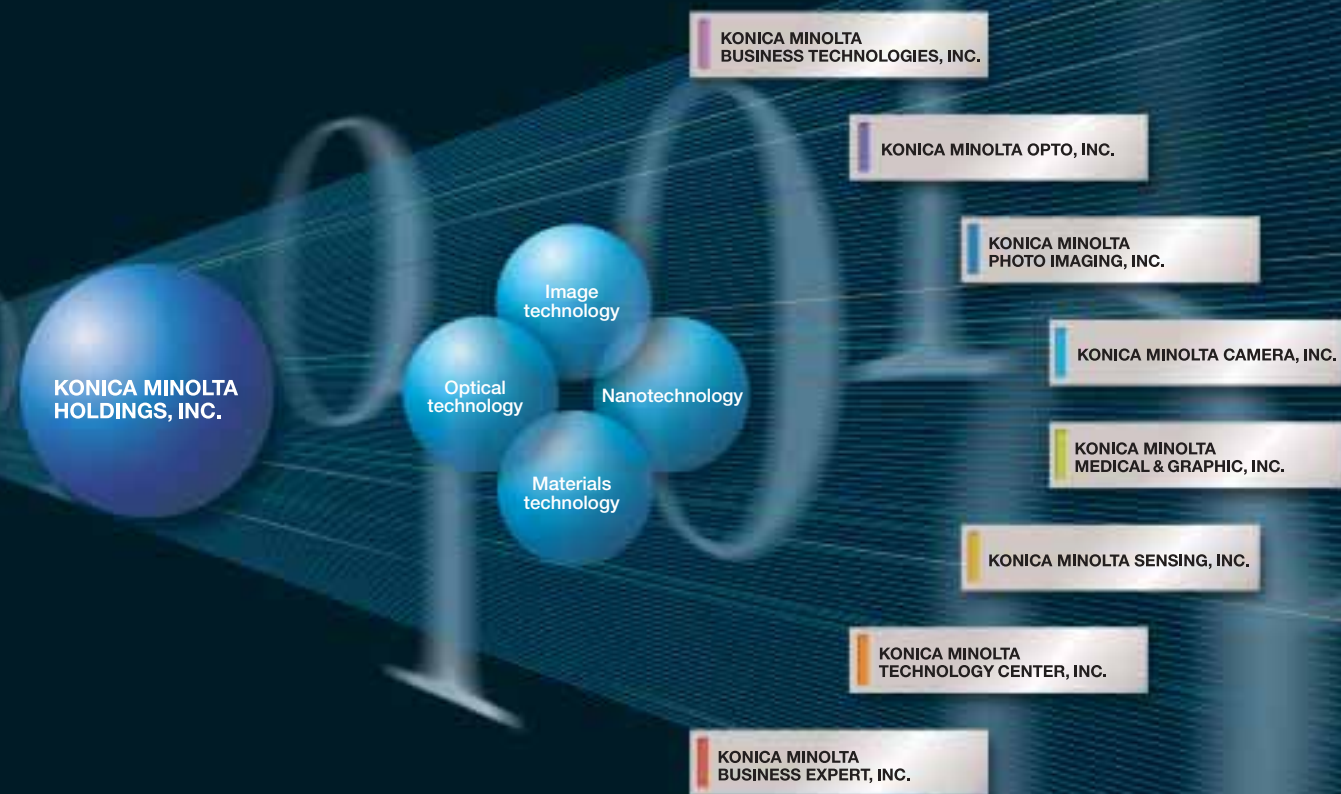 KONICA MINOLTA
HOLDINGS, INC.
Image
technology
Optical
technology
Nanotechnology
Materials
technology
KONICA MINOLTA
BUSINESS TECHNOLOGIES, INC.
KONICA MINOLTA OPTO, INC.
KONICA MINOLTA
PHOTO IMAGING, INC.
KONICA MINOLTA CAMERA, INC.
KONICA MINOLTA
MEDICAL & GRAPHIC, INC.
KONICA MINOLTA SENSING, INC.
KONICA MINOLTA
TECHNOLOGY CENTER, INC.
KONICA MINOLTA
BUSINESS EXPERT, INC.